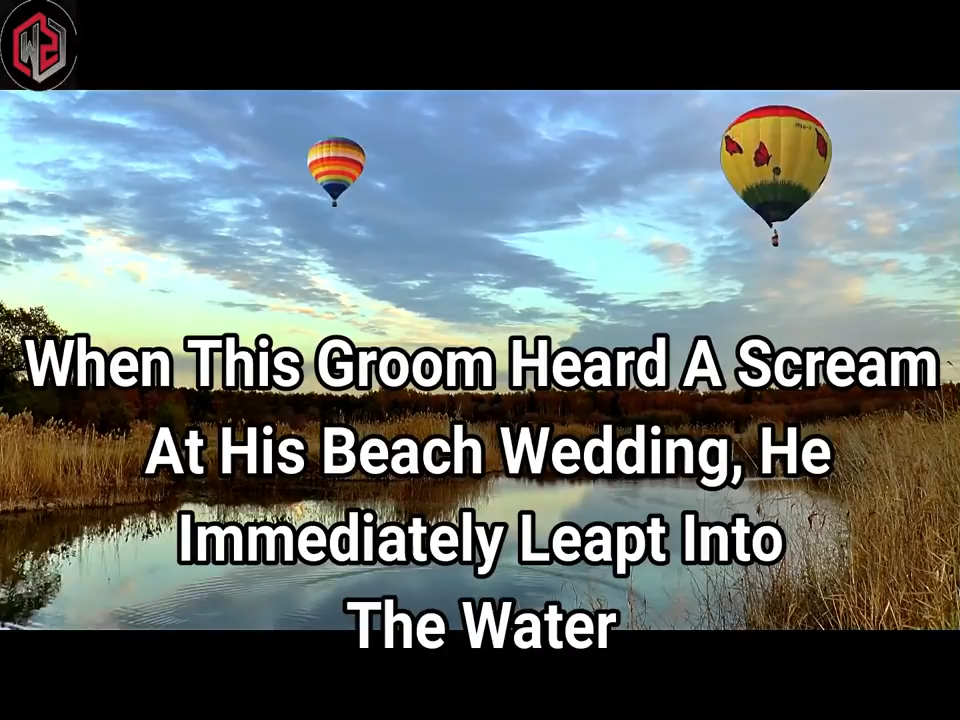 When This Groom Heard A Scream
At His Beach Wedding, He
Immediately Leapt Into
The Water